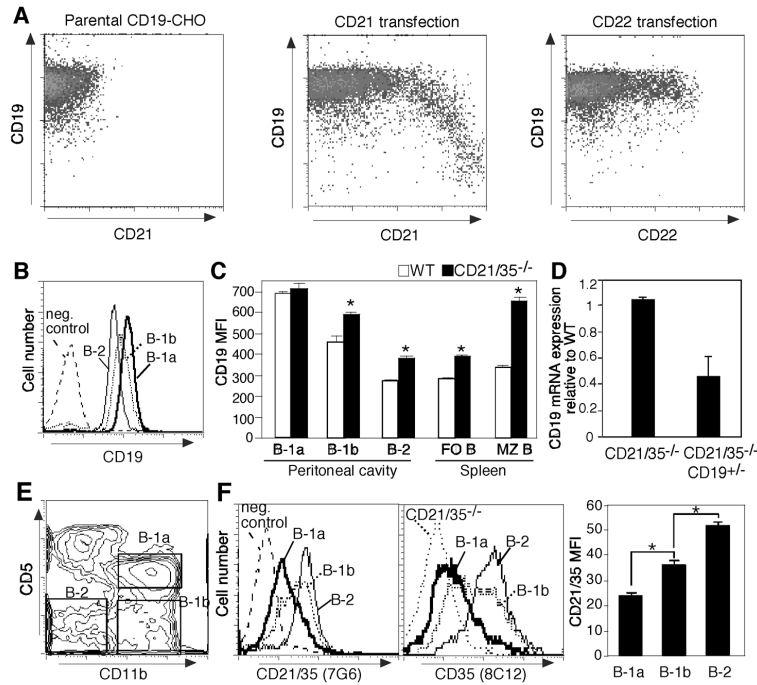 A
Parental CD19-CHO
CD21 transfection
CD22 transfection
CD19
CD19
CD19
CD21
CD21
CD22
B
neg.
control
B-2
B-1b
B-1a
Cell number
CD19
C
WT CD21/35-/-
CD19 MFI
700
600
500
400
300
200
100
0
*
*
*
*
B-1a B-1b B-2 FO B MZ B
Peritoneal cavity Spleen
D
CD19 mRNA expression
relative to WT
1.2
1
0.8
0.6
0.4
0.2
0
CD21/35-/- CD21/35-/-
CD19+/-
E
B-1a
B-2
B-1b
CD5
CD11b
F
neg.
control
B-1a
B-1b
B-2
Cell number
CD21/35 (7G6)
CD21/35-/-
B-1a
B-2
B-1b
CD35 (8C12)
CD21/35 MFI
60
50
40
30
20
10
0
*
*
B-1a B-1b B-2